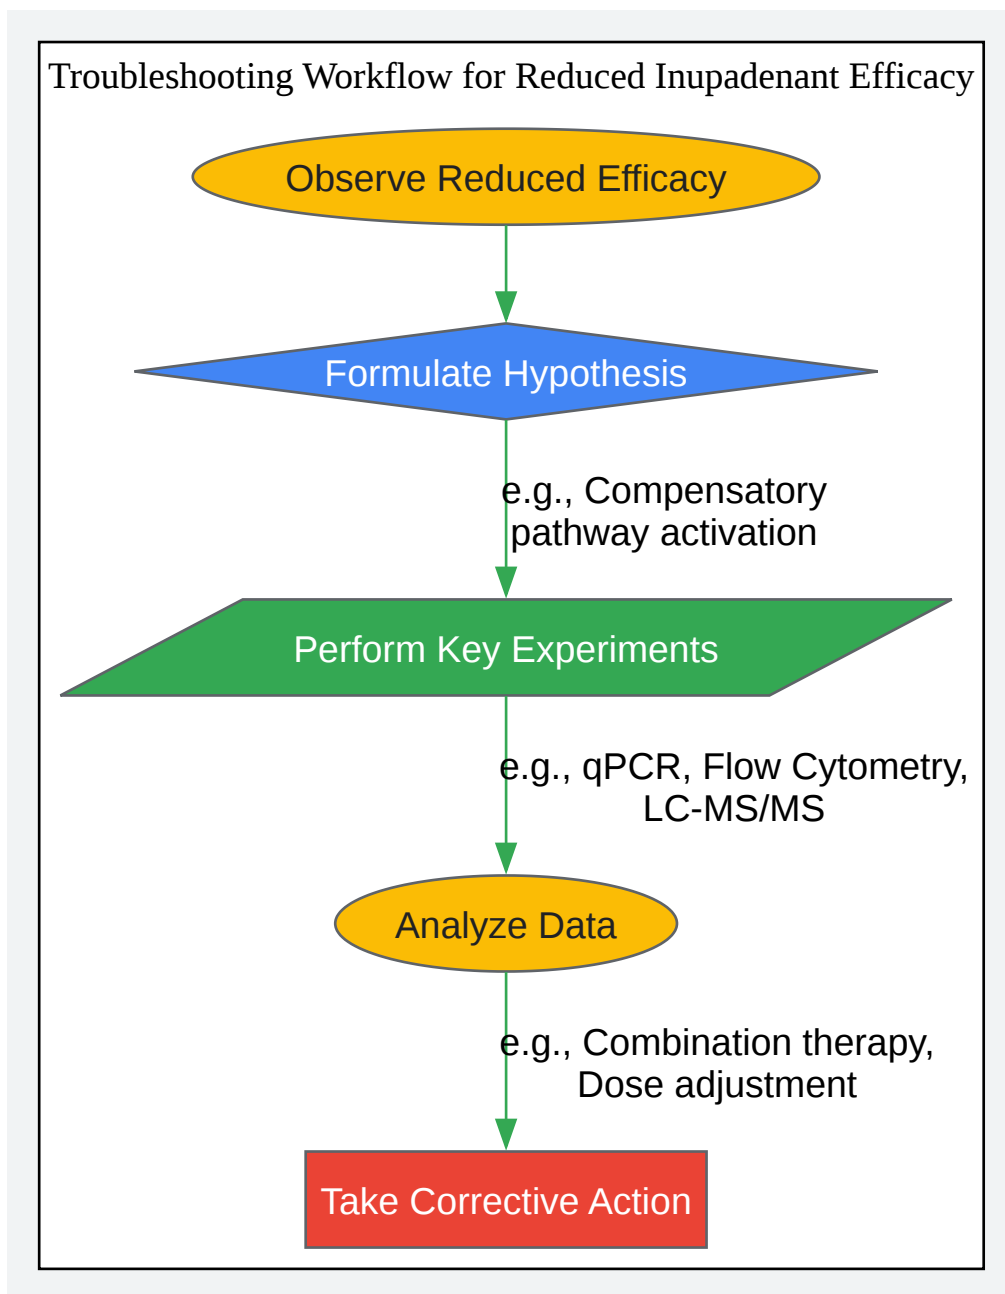 Troubleshooting Workflow for Reduced Inupadenant Efficacy
Observe Reduced Efficacy
Formulate Hypothesis
e.g., Compensatory
pathway activation
Perform Key Experiments
e.g., qPCR, Flow Cytometry,
LC-MS/MS
Analyze Data
e.g., Combination therapy,
Dose adjustment
Take Corrective Action